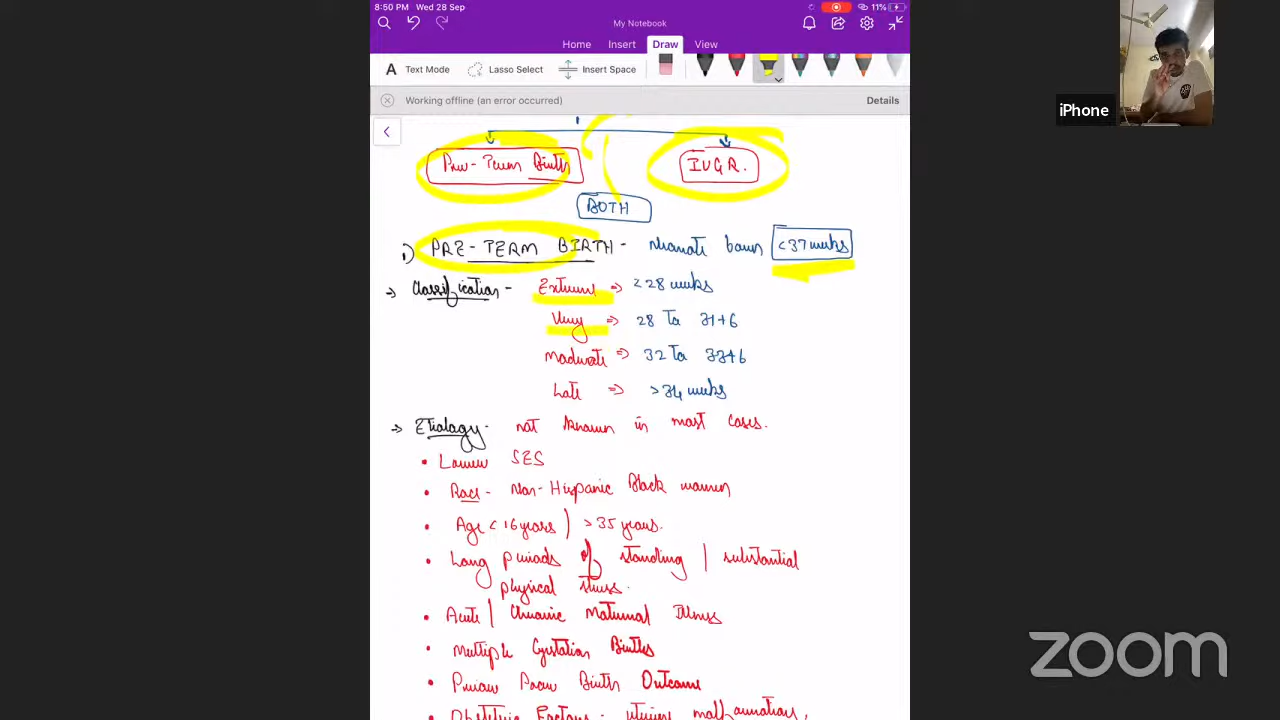 8:50 PM Wed 28 Sep
11%
My Notebook
Home Insert Draw View
Text Mode Lasso Select Insert Space
Working offline (an error occurred) Details
iPhone
Pre-Term Birth
IUGR.
BOTH
1) PRE-TERM BIRTH - neonate born <37 weeks
→ Classification - Extreme ⇒ <28 weeks
Very ⇒ 28 To 31+6
Moderate ⇒ 32 To 33+6
Late ⇒ >34 weeks
→ Etiology - not known in most cases.
• Lower SES
• Race - Non-Hispanic Black women
• Age <16 years | >35 years.
• Long periods of standing | substantial
physical stress.
• Acute | Chronic Maternal Illness
• Multiple Gestation Births
• Prior Poor Birth Outcome
• Obstetric Factors - uterine malformations,
zoom